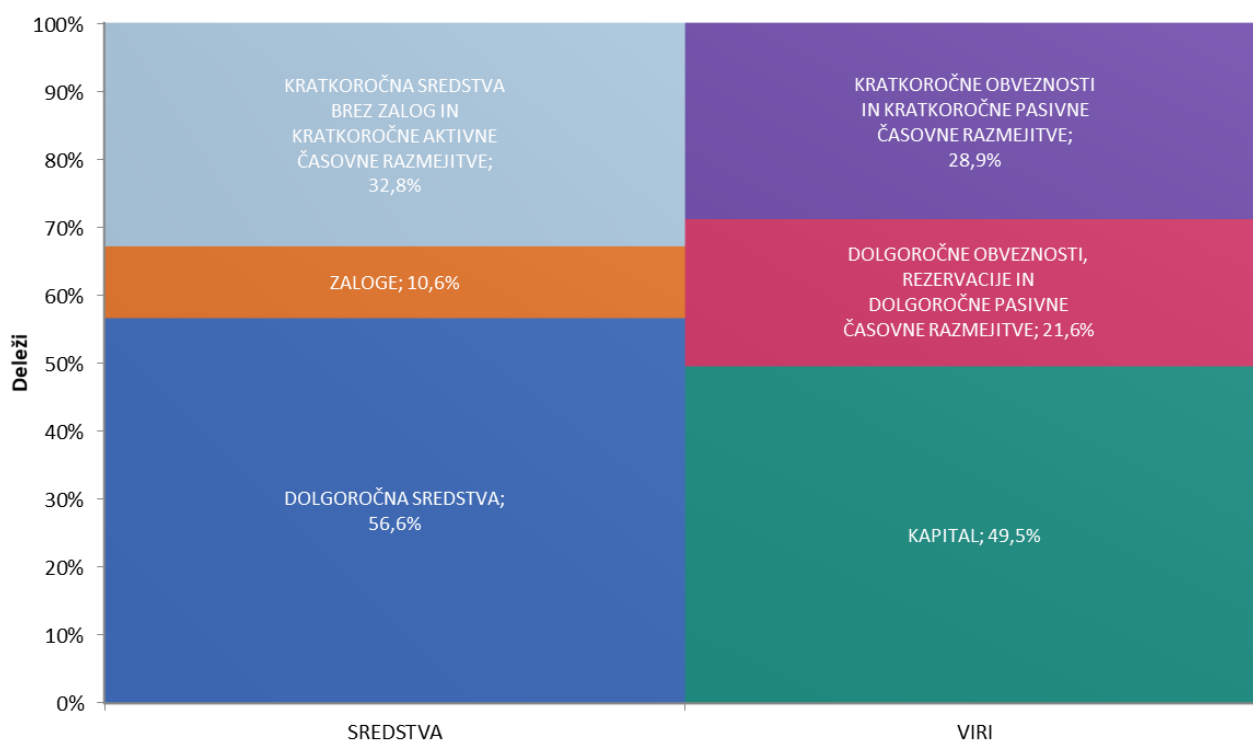 100%
90%
80%
70%
60%
50%
40%
30%
20%
10%
0%
Deleži
KRATKOROČNA SREDSTVA
BREZ ZALOG IN
KRATKOROČNE AKTIVNE
ČASOVNE RAZMEJITVE;
32,8%
ZALOGE; 10,6%
DOLGOROČNA SREDSTVA;
56,6%
KRATKOROČNE OBVEZNOSTI
IN KRATKOROČNE PASIVNE
ČASOVNE RAZMEJITVE;
28,9%
DOLGOROČNE OBVEZNOSTI,
REZERVACIJE IN
DOLGOROČNE PASIVNE
ČASOVNE RAZMEJITVE; 21,6%
KAPITAL; 49,5%
SREDSTVA
VIRI